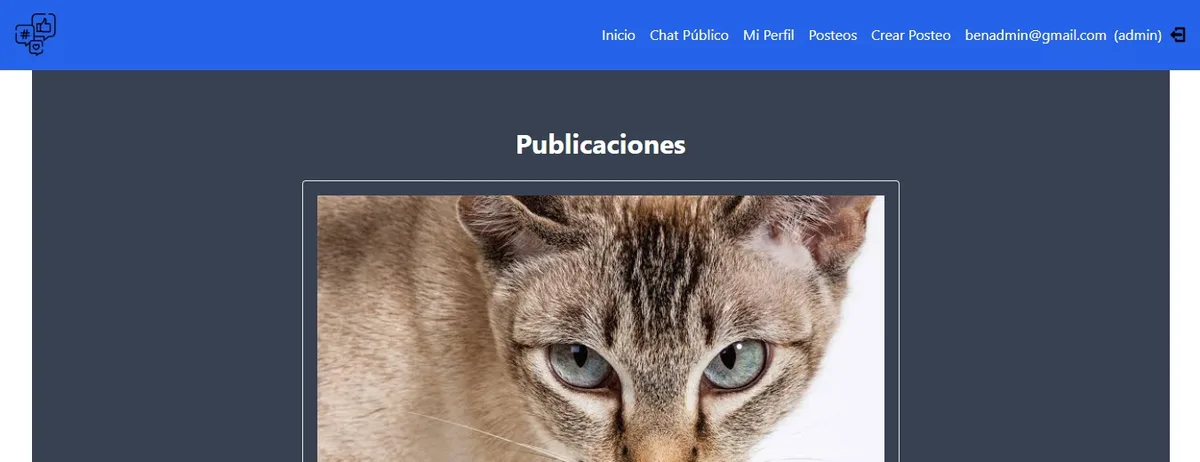 #
Inicio Chat Público Mi Perfil Posteos Crear Posteo benadmin@gmail.com (admin)
Publicaciones